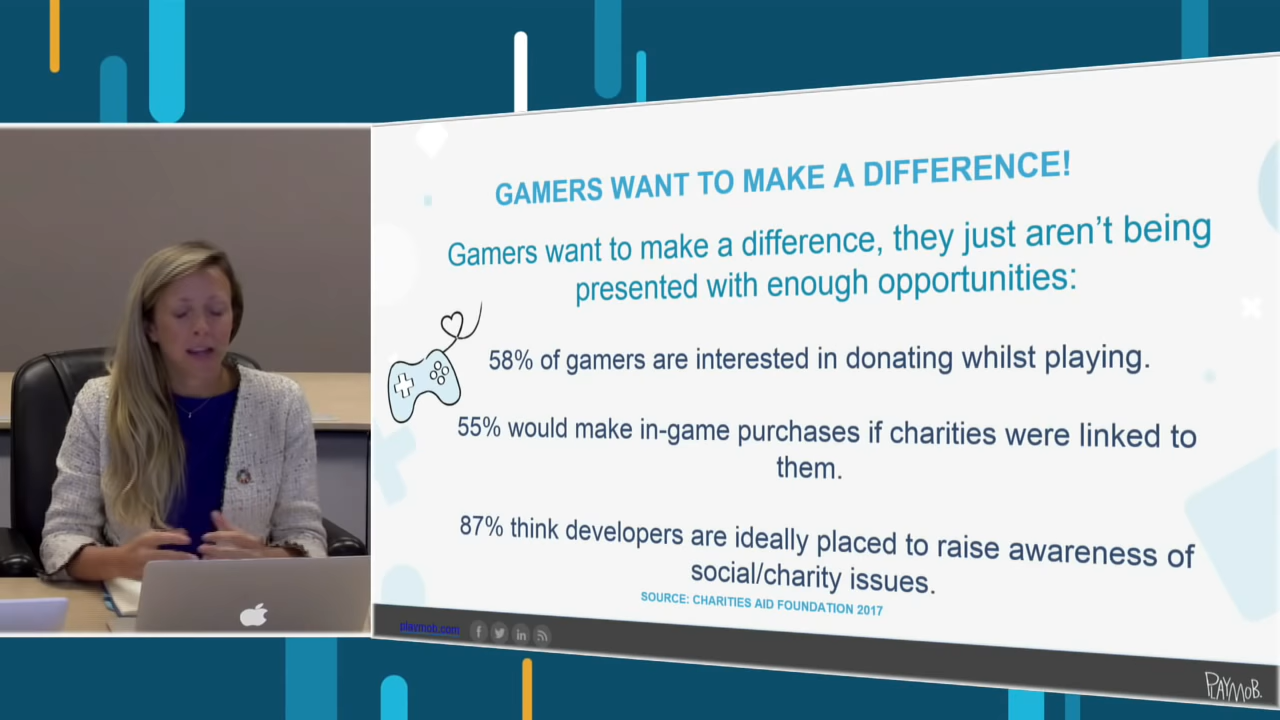 GAMERS WANT TO MAKE A DIFFERENCE!
Gamers want to make a difference, they just aren't being
presented with enough opportunities:
58% of gamers are interested in donating whilst playing.
55% would make in-game purchases if charities were linked to
them.
87% think developers are ideally placed to raise awareness of
social/charity issues.
SOURCE: CHARITIES AID FOUNDATION 2017
playmob.com
PLAYMOB.